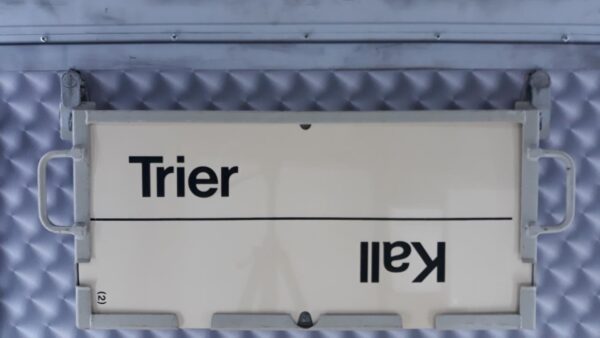 Trier
Kall
(2)